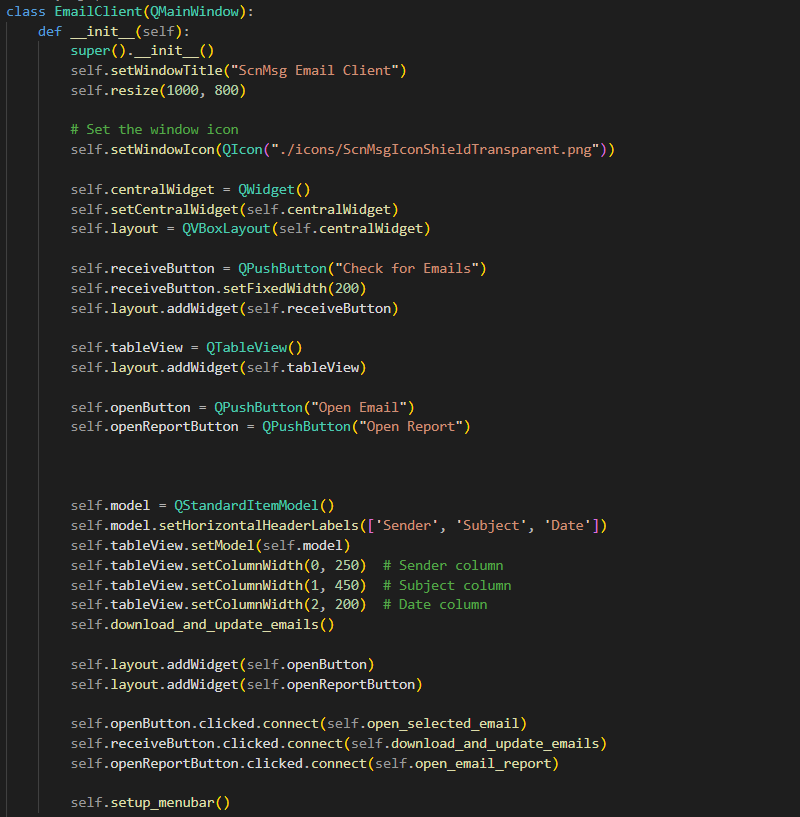 class EmailClient(QMainWindow):
def __init__(self):
super().__init__()
self.setWindowTitle("ScnMsg Email Client")
self.resize(1000, 800)
# Set the window icon
self.setWindowIcon(QIcon("./icons/ScnMsgIconShieldTransparent.png"))
self.centralWidget = QWidget()
self.setCentralWidget(self.centralWidget)
self.layout = QVBoxLayout(self.centralWidget)
self.receiveButton = QPushButton("Check for Emails")
self.receiveButton.setFixedWidth(200)
self.layout.addWidget(self.receiveButton)
self.tableView = QTableView()
self.layout.addWidget(self.tableView)
self.openButton = QPushButton("Open Email")
self.openReportButton = QPushButton("Open Report")
self.model = QStandardItemModel()
self.model.setHorizontalHeaderLabels(['Sender', 'Subject', 'Date'])
self.tableView.setModel(self.model)
self.tableView.setColumnWidth(0, 250)  # Sender column
self.tableView.setColumnWidth(1, 450)  # Subject column
self.tableView.setColumnWidth(2, 200)  # Date column
self.download_and_update_emails()
self.layout.addWidget(self.openButton)
self.layout.addWidget(self.openReportButton)
self.openButton.clicked.connect(self.open_selected_email)
self.receiveButton.clicked.connect(self.download_and_update_emails)
self.openReportButton.clicked.connect(self.open_email_report)
self.setup_menubar()